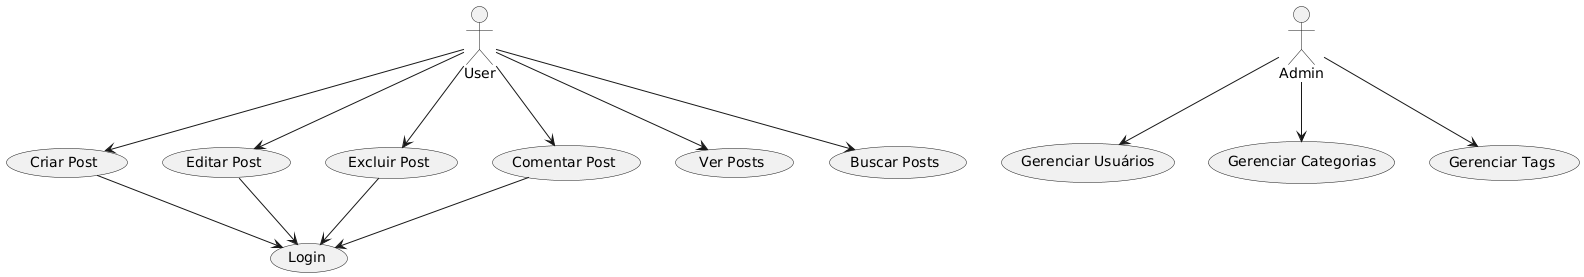 User
Admin
Criar Post
Editar Post
Excluir Post
Comentar Post
Ver Posts
Buscar Posts
Gerenciar Usuários
Gerenciar Categorias
Gerenciar Tags
Login